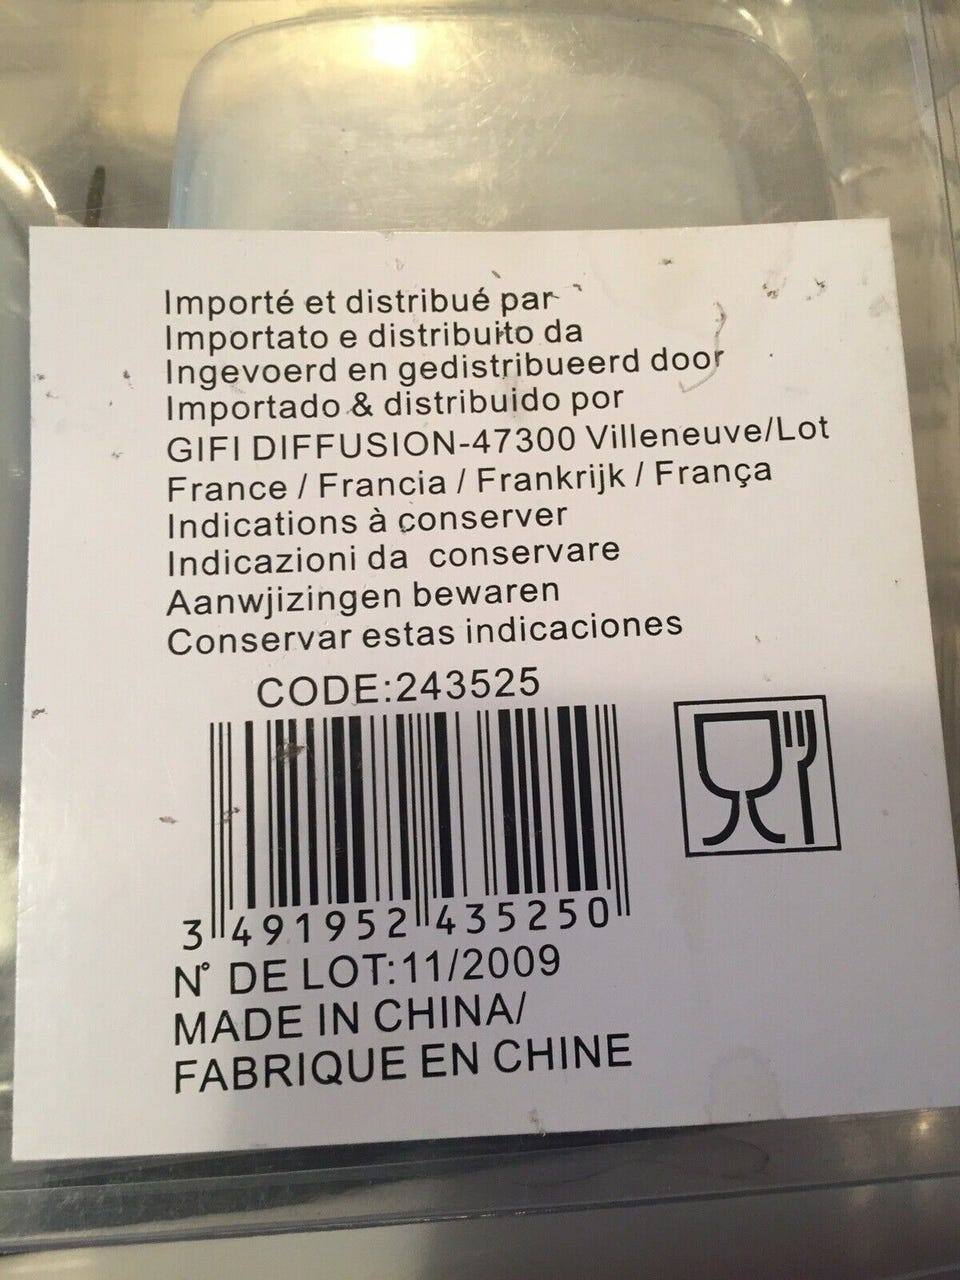 Importé et distribué par
Importato e distribuito da
Ingevoerd en gedistribueerd door
Importado & distribuido por
GIFI DIFFUSION-47300 Villeneuve/Lot
France / Francia / Frankrijk / França
Indications à conserver
Indicazioni da conservare
Aanwjizingen bewaren
Conservar estas indicaciones
CODE:243525
3 491952 435250
N° DE LOT:11/2009
MADE IN CHINA/
FABRIQUE EN CHINE